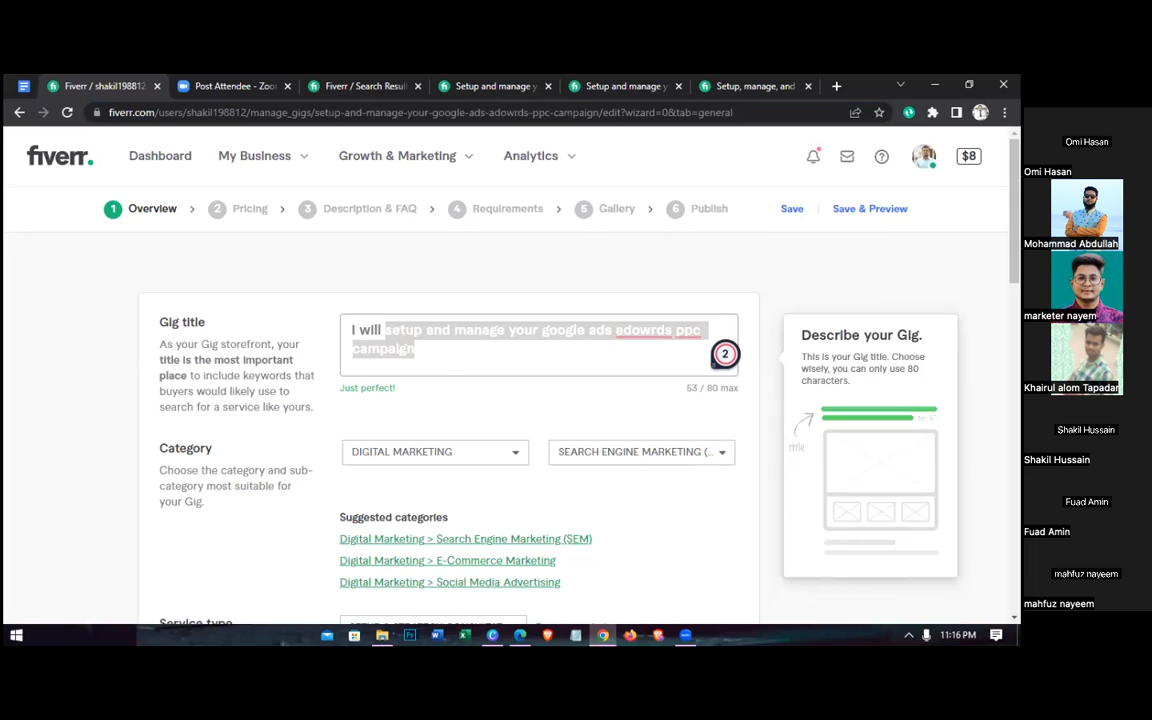 Fiverr / shakil198812
Post Attendee - Zoo
Fiverr / Search Resul
Setup and manage y
Setup and manage y
Setup, manage, and
fiverr.com/users/shakil198812/manage_gigs/setup-and-manage-your-google-ads-adowrds-ppc-campaign/edit?wizard=0&tab=general
fiverr.
Dashboard
My Business
Growth & Marketing
Analytics
$8
1 Overview
2 Pricing
3 Description & FAQ
4 Requirements
5 Gallery
6 Publish
Save
Save & Preview
Gig title
As your Gig storefront, your
title is the most important
place to include keywords that
buyers would likely use to
search for a service like yours.
I will setup and manage your google ads adowrds ppc
campaign
2
Just perfect!
53 / 80 max
Category
Choose the category and sub-
category most suitable for
your Gig.
DIGITAL MARKETING
SEARCH ENGINE MARKETING (...
Suggested categories
Digital Marketing > Search Engine Marketing (SEM)
Digital Marketing > E-Commerce Marketing
Digital Marketing > Social Media Advertising
Service type
Describe your Gig.
This is your Gig title. Choose
wisely, you can only use 80
characters.
title
11:16 PM
Omi Hasan
Omi Hasan
Mohammad Abdullah
marketer nayem
Khairul alom Tapadar
Shakil Hussain
Shakil Hussain
Fuad Amin
Fuad Amin
mahfuz nayeem
mahfuz nayeem